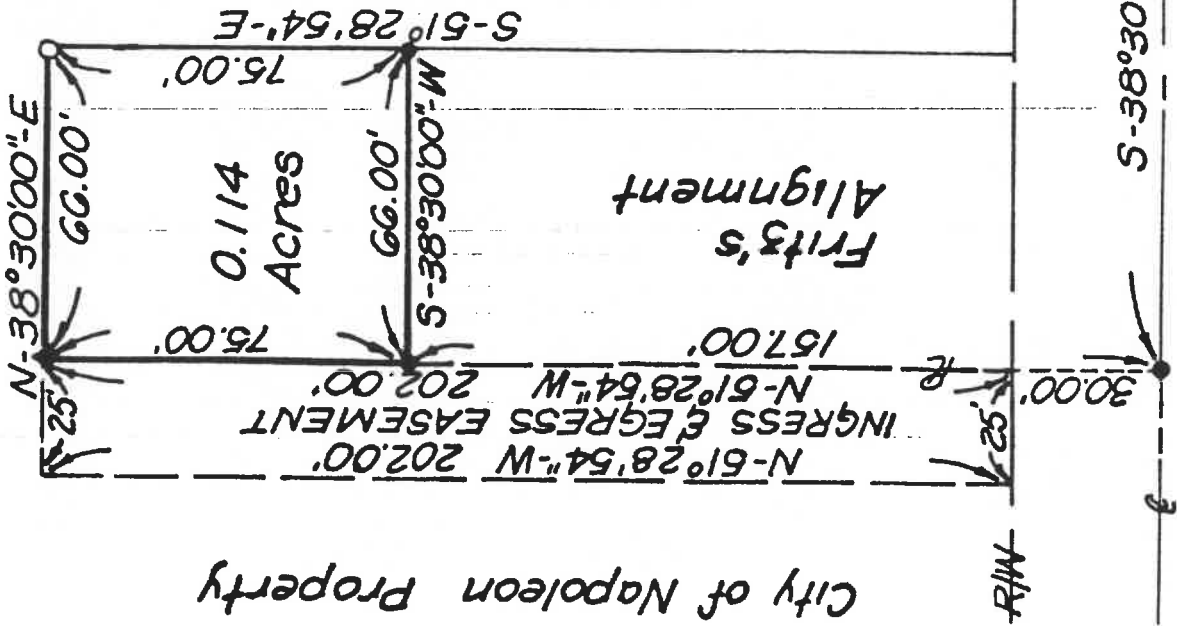 City of Napoleon Property
R/W
N-51°28'54"-W 202.00'
INGRESS & EGRESS EASEMENT
N-51°28'54"-W 202.00'
25'
25'
30.00'
157.00'
75.00'
Fritz's
Alignment
0.114
Acres
N-38°30'00"-E
66.00'
66.00'
S-38°30'00"-W
75.00'
S-51°28'54'-E
S-38°30